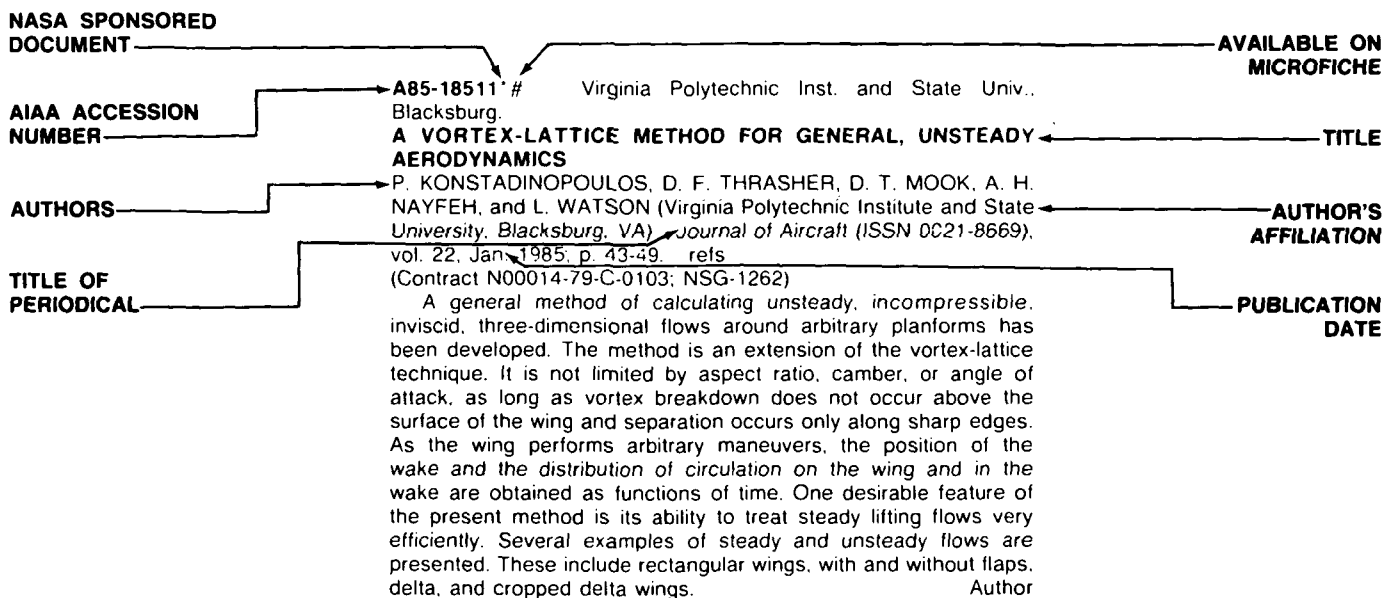 NASA SPONSORED
DOCUMENT
AVAILABLE ON
MICROFICHE
A85-18511*# Virginia Polytechnic Inst. and State Univ.,
Blacksburg.
AIAA ACCESSION
NUMBER
A VORTEX-LATTICE METHOD FOR GENERAL, UNSTEADY
AERODYNAMICS
TITLE
P. KONSTADINOPOULOS, D. F. THRASHER, D. T. MOOK, A. H.
NAYFEH, and L. WATSON (Virginia Polytechnic Institute and State
University, Blacksburg, VA) Journal of Aircraft (ISSN 0021-8669),
vol. 22, Jan. 1985, p. 43-49. refs
(Contract N00014-79-C-0103; NSG-1262)
AUTHORS
AUTHOR'S
AFFILIATION
TITLE OF
PERIODICAL
PUBLICATION
DATE
A general method of calculating unsteady, incompressible,
inviscid, three-dimensional flows around arbitrary planforms has
been developed. The method is an extension of the vortex-lattice
technique. It is not limited by aspect ratio, camber, or angle of
attack, as long as vortex breakdown does not occur above the
surface of the wing and separation occurs only along sharp edges.
As the wing performs arbitrary maneuvers, the position of the
wake and the distribution of circulation on the wing and in the
wake are obtained as functions of time. One desirable feature of
the present method is its ability to treat steady lifting flows very
efficiently. Several examples of steady and unsteady flows are
presented. These include rectangular wings, with and without flaps,
delta, and cropped delta wings. Author